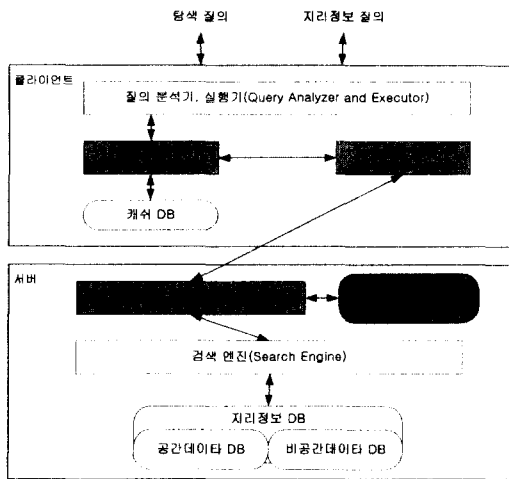 탐색 질의
지리정보 질의
클라이언트
질의 분석기, 실행기(Query Analyzer and Executor)
캐쉬 DB
서버
검색 엔진(Search Engine)
지리정보 DB
공간데이타 DB
비공간데이타 DB